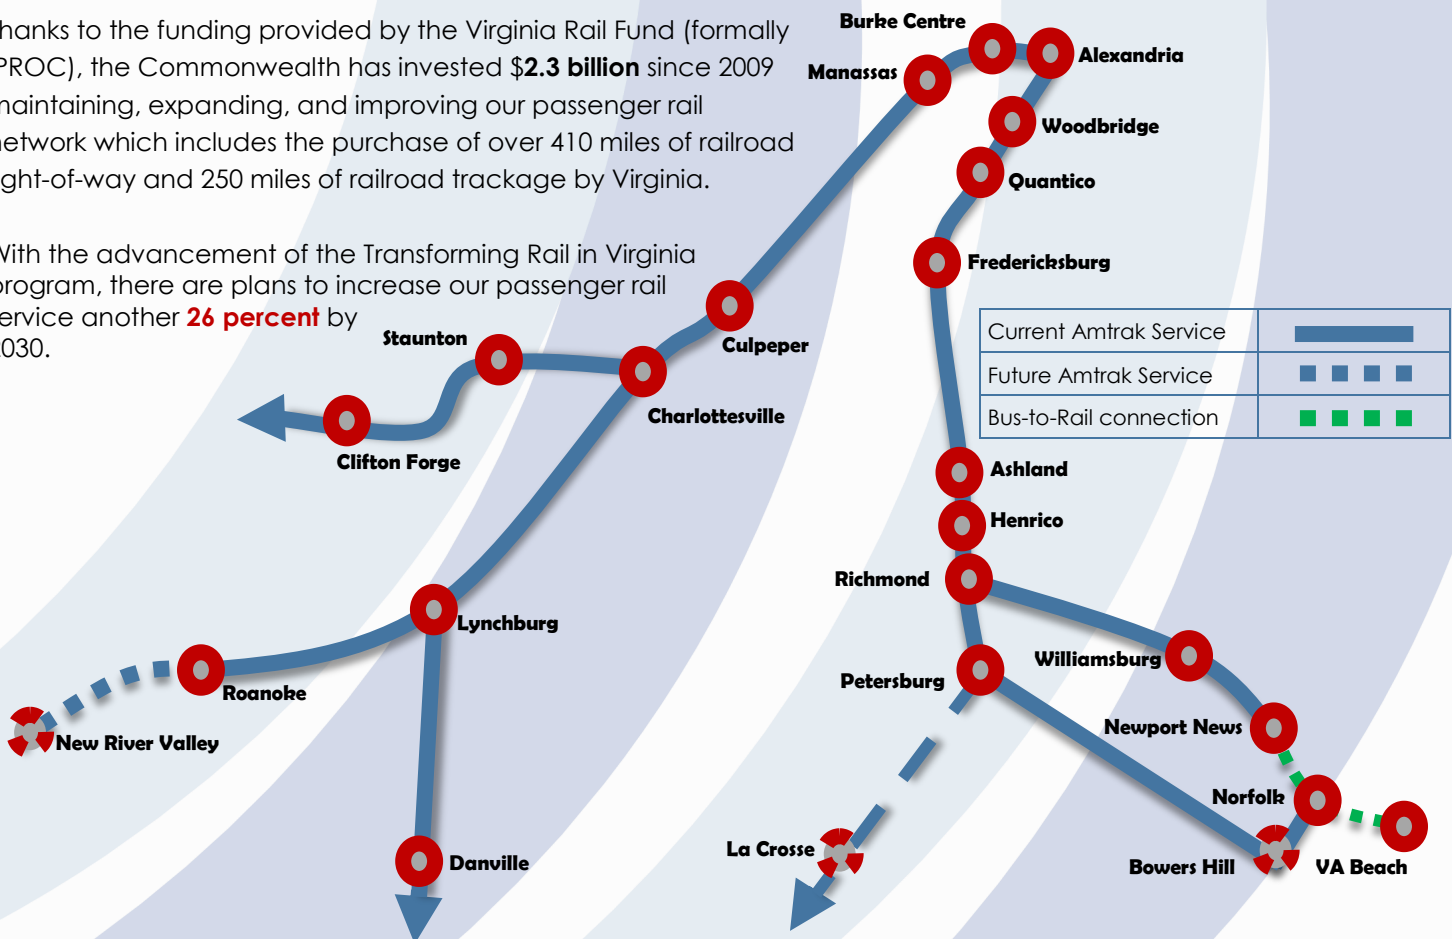 hanks to the funding provided by the Virginia Rail Fund (formally
PROC), the Commonwealth has invested $2.3 billion since 2009
maintaining, expanding, and improving our passenger rail
network which includes the purchase of over 410 miles of railroad
ight-of-way and 250 miles of railroad trackage by Virginia.
With the advancement of the Transforming Rail in Virginia
program, there are plans to increase our passenger rail
ervice another 26 percent by
2030.
Burke Centre
Alexandria
Manassas
Woodbridge
Quantico
Fredericksburg
Current Amtrak Service
Future Amtrak Service
Bus-to-Rail connection
Staunton
Culpeper
Charlottesville
Clifton Forge
Ashland
Henrico
Richmond
Lynchburg
Williamsburg
Petersburg
Roanoke
Newport News
New River Valley
Norfolk
La Crosse
Danville
Bowers Hill
VA Beach